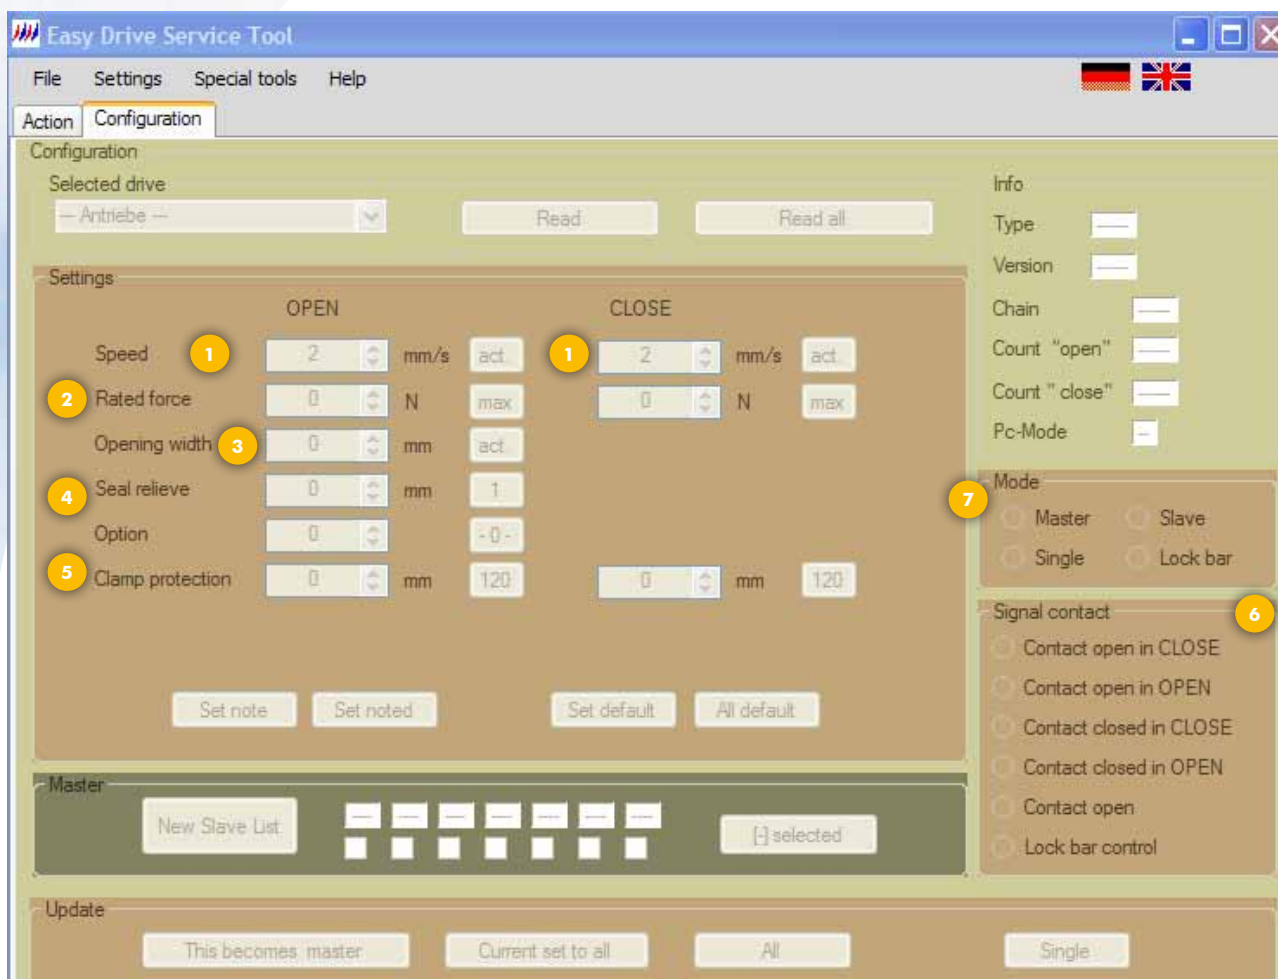 Easy Drive Service Tool
File Settings Special tools Help
Action Configuration
Configuration
Selected drive
--- Antriebe ---
Read
Read all
Settings
OPEN CLOSE
Speed 1 2 mm/s act. 1 2 mm/s act.
2 Rated force 0 N max 0 N max
Opening width 3 0 mm act.
4 Seal relieve 0 mm 1
Option 0 - 0 -
5 Clamp protection 0 mm 120 0 mm 120
Set note Set noted Set default All default
Master
New Slave List
[-] selected
Update
This becomes master Current set to all All Single
Info
Type
Version
Chain
Count "open"
Count " close"
Pc-Mode
Mode
7
Master Slave
Single Lock bar
Signal contact 6
Contact open in CLOSE
Contact open in OPEN
Contact closed in CLOSE
Contact closed in OPEN
Contact open
Lock bar control